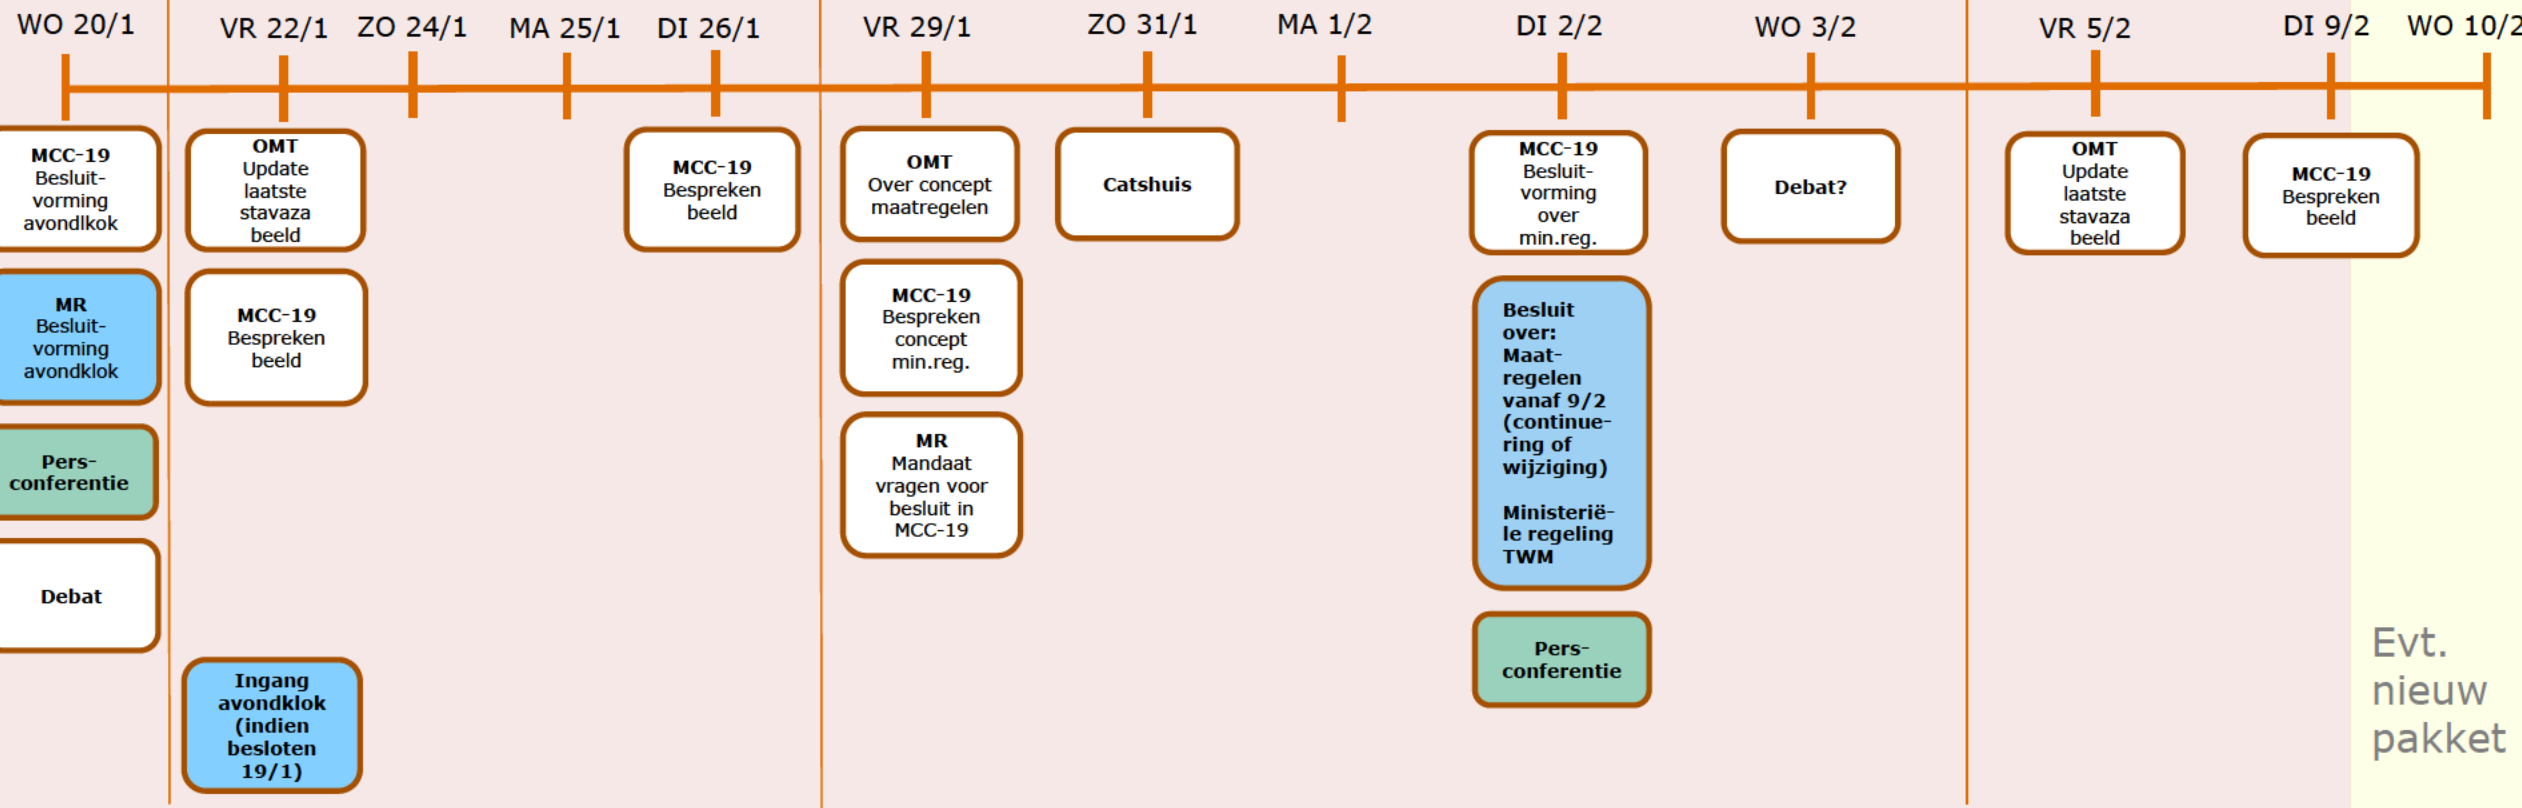 WO 20/1
VR 22/1
ZO 24/1
MA 25/1
DI 26/1
VR 29/1
ZO 31/1
MA 1/2
DI 2/2
WO 3/2
VR 5/2
DI 9/2
WO 10/2
MCC-19
Besluit-
vorming
avondlkok
MR
Besluit-
vorming
avondklok
Pers-
conferentie
Debat
OMT
Update
laatste
stavaza
beeld
MCC-19
Bespreken
beeld
Ingang
avondklok
(indien
besloten
19/1)
MCC-19
Bespreken
beeld
OMT
Over concept
maatregelen
MCC-19
Bespreken
concept
min.reg.
MR
Mandaat
vragen voor
besluit in
MCC-19
Catshuis
MCC-19
Besluit-
vorming
over
min.reg.
Besluit
over:
Maat-
regelen
vanaf 9/2
(continue-
ring of
wijziging)
Ministerië-
le regeling
TWM
Pers-
conferentie
Debat?
OMT
Update
laatste
stavaza
beeld
MCC-19
Bespreken
beeld
Evt.
nieuw
pakket